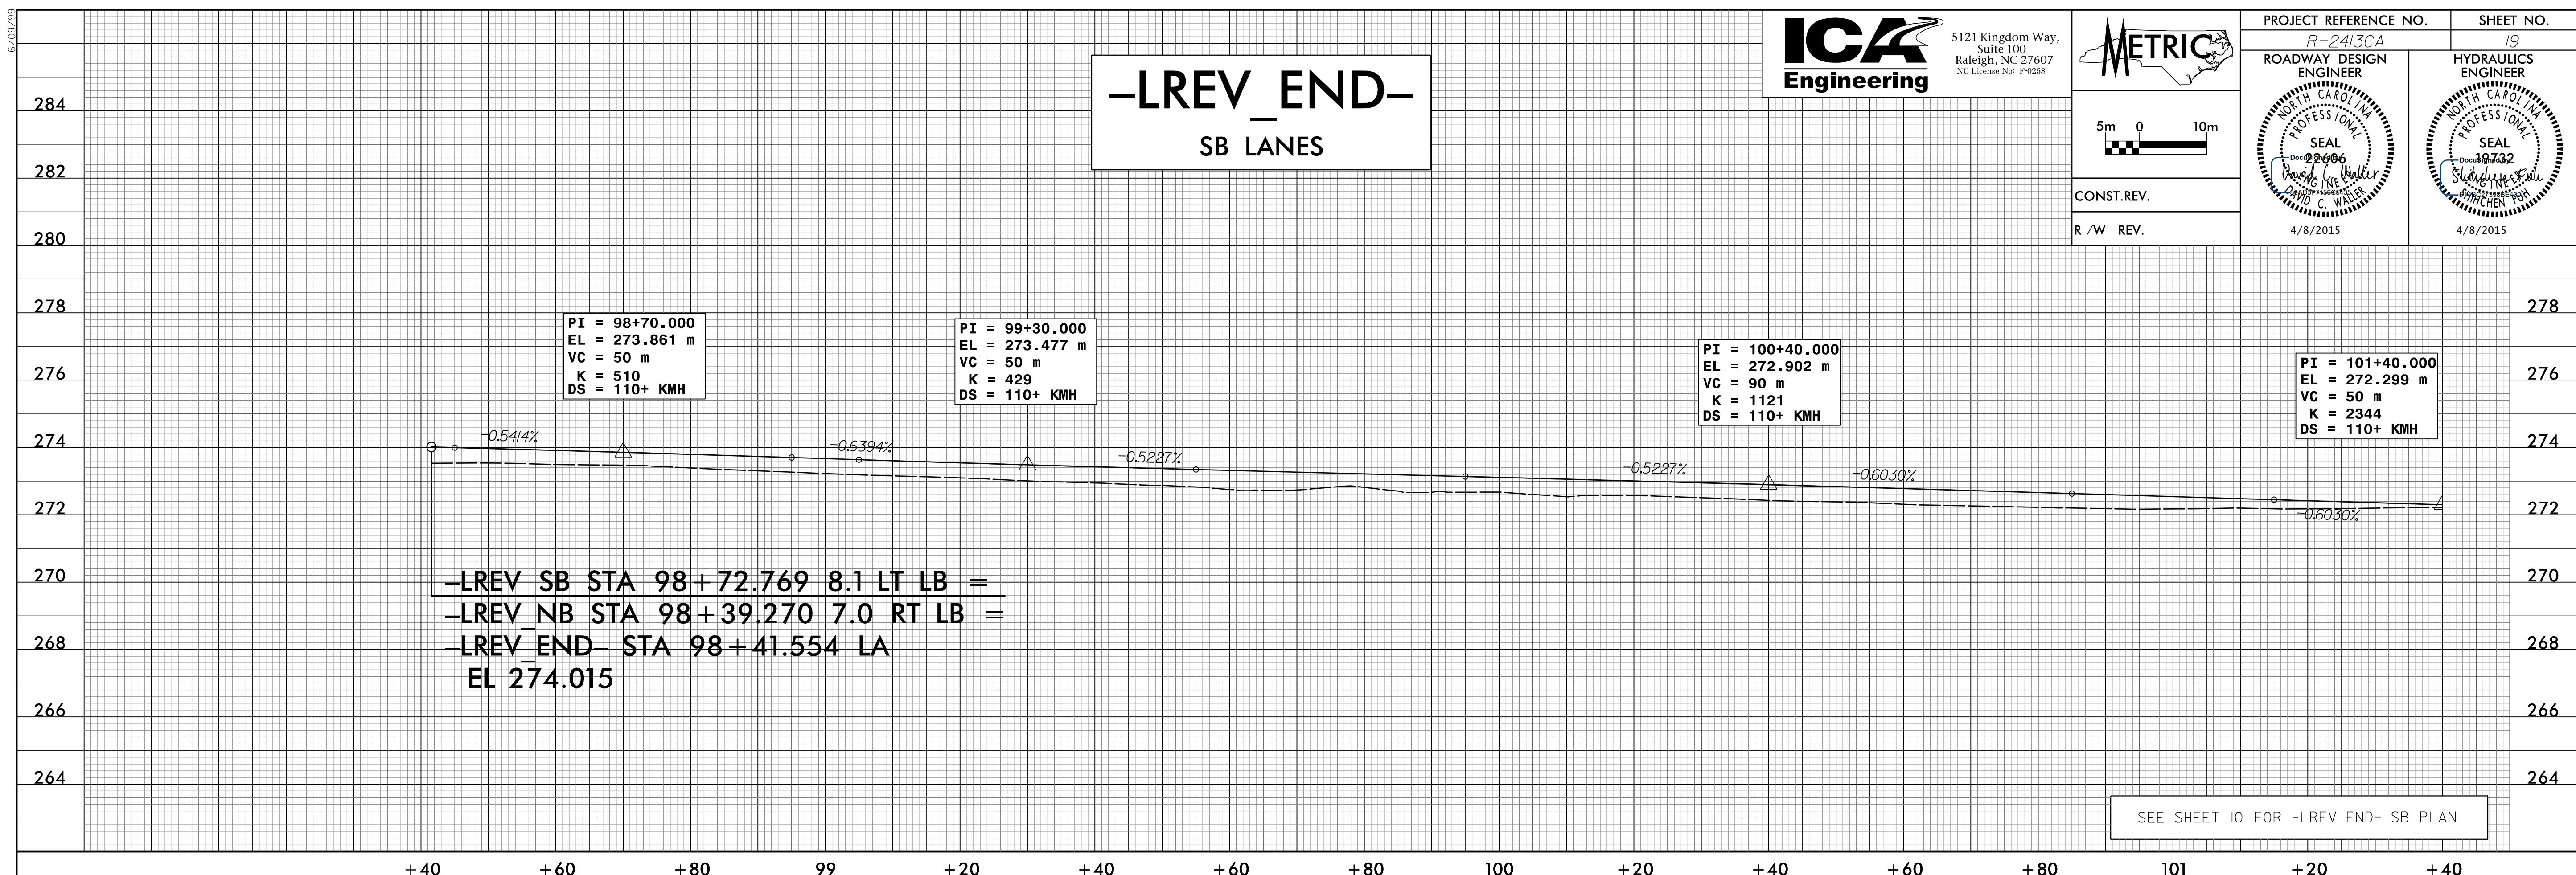 6/09/99
–LREV_END–
SB LANES
ICA
Engineering
5121 Kingdom Way,
Suite 100
Raleigh, NC 27607
NC License No: F-0258
METRIC
5m 0 10m
CONST.REV.
R /W REV.
PROJECT REFERENCE NO.
R-2413CA
SHEET NO.
19
ROADWAY DESIGN
ENGINEER
NORTH CAROLINA
PROFESSIONAL
SEAL
22606
ENGINEER
DAVID C. WALLER
4/8/2015
HYDRAULICS
ENGINEER
NORTH CAROLINA
PROFESSIONAL
SEAL
19732
ENGINEER
SHIHCHEN FUH
4/8/2015
284
282
280
278
276
274
272
270
268
266
264
PI = 98+70.000
EL = 273.861 m
VC = 50 m
K = 510
DS = 110+ KMH
PI = 99+30.000
EL = 273.477 m
VC = 50 m
K = 429
DS = 110+ KMH
PI = 100+40.000
EL = 272.902 m
VC = 90 m
K = 1121
DS = 110+ KMH
PI = 101+40.000
EL = 272.299 m
VC = 50 m
K = 2344
DS = 110+ KMH
-0.5414%
-0.6394%
-0.5227%
-0.5227%
-0.6030%
-0.6030%
–LREV SB STA 98+72.769 8.1 LT LB =
–LREV_NB STA 98+39.270 7.0 RT LB =
–LREV_END– STA 98+41.554 LA
EL 274.015
278
276
274
272
270
268
266
264
SEE SHEET 10 FOR -LREV_END- SB PLAN
+40 +60 +80 99 +20 +40 +60 +80 100 +20 +40 +60 +80 101 +20 +40